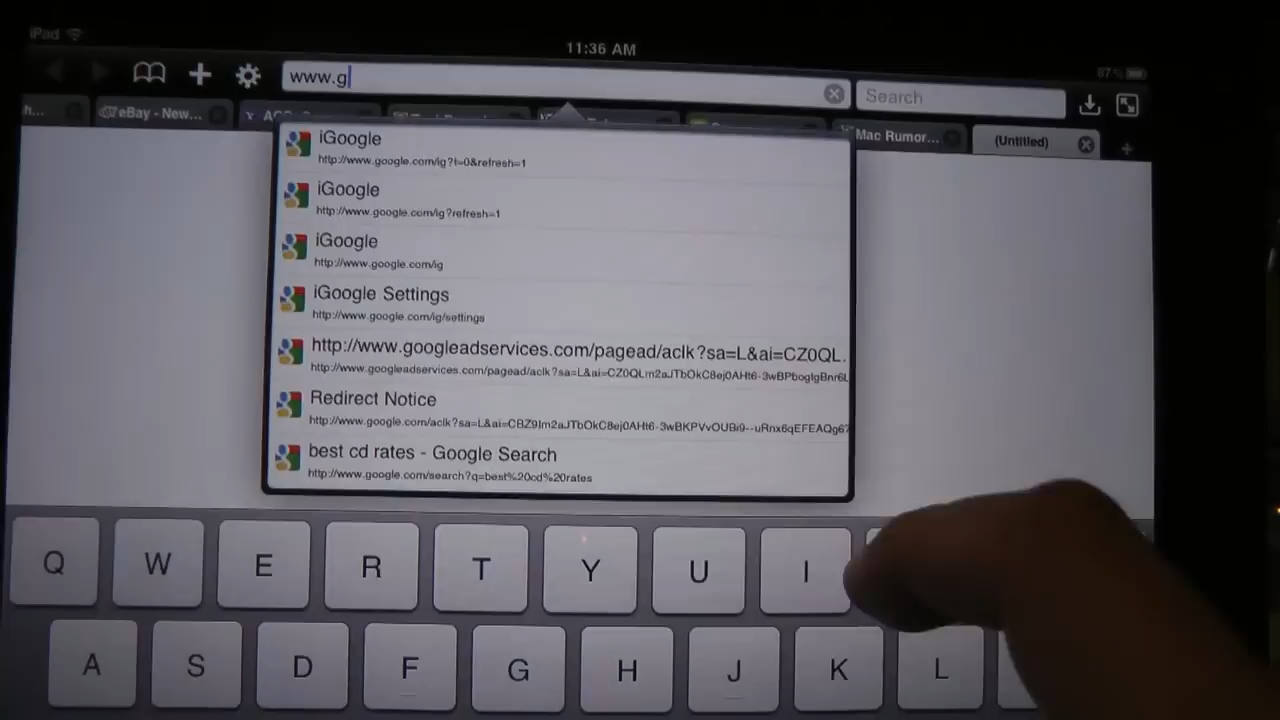 iPad
11:36 AM
87%
www.g
Search
h...
eBay - New...
Mac Rumor...
(Untitled)
iGoogle
http://www.google.com/ig?t=0&refresh=1
iGoogle
http://www.google.com/ig?refresh=1
iGoogle
http://www.google.com/ig
iGoogle Settings
http://www.google.com/ig/settings
http://www.googleadservices.com/pagead/aclk?sa=L&ai=CZ0QL.
Redirect Notice
best cd rates - Google Search
http://www.google.com/search?q=best%20cd%20rates
Q W E R T Y U I
A S D F G H J K L